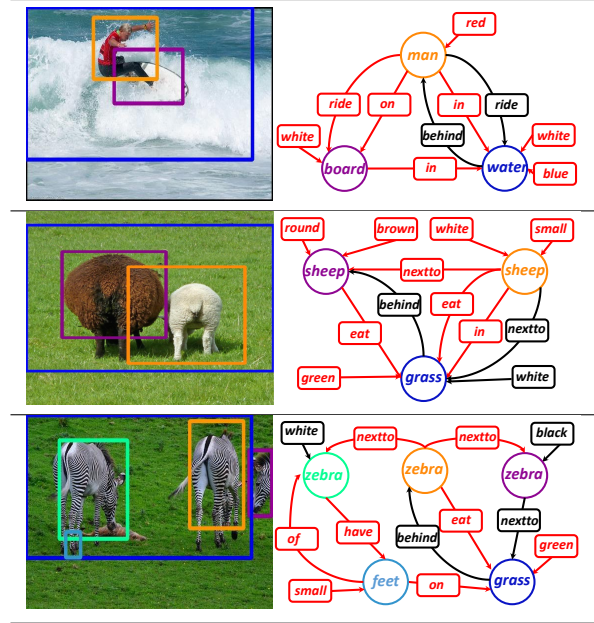 red
man
ride
on
in
ride
behind
white
white
board
in
water
blue
round
brown
white
small
sheep
nextto
sheep
behind
eat
eat
in
nextto
green
grass
white
white
nextto
nextto
black
zebra
zebra
zebra
of
have
behind
eat
nextto
green
small
feet
on
grass